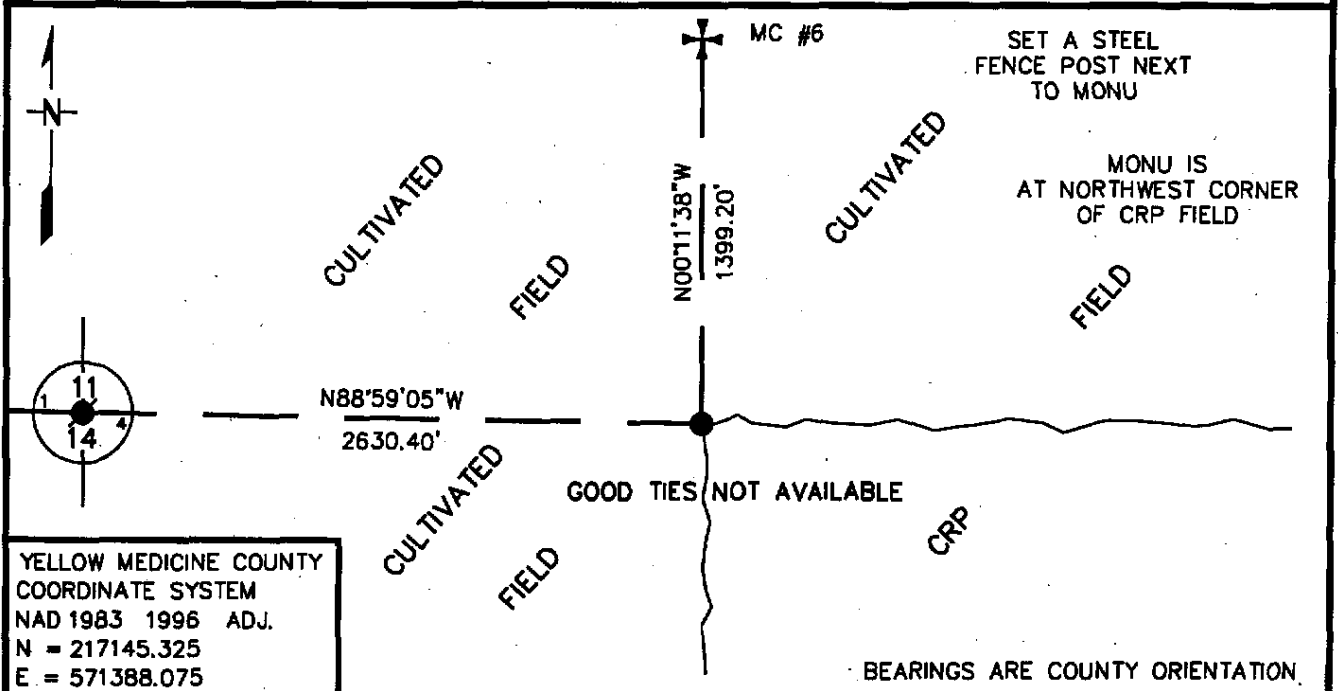 MC #6
SET A STEEL
FENCE POST NEXT
TO MONU
N
CULTIVATED
FIELD
N00°11'38"W
1399.20'
CULTIVATED
FIELD
MONU IS
AT NORTHWEST CORNER
OF CRP FIELD
11
1
4
14
N88°59'05"W
2630.40'
CULTIVATED
FIELD
GOOD TIES NOT AVAILABLE
CRP
YELLOW MEDICINE COUNTY
COORDINATE SYSTEM
NAD 1983 1996 ADJ.
N = 217145.325
E = 571388.075
BEARINGS ARE COUNTY ORIENTATION.